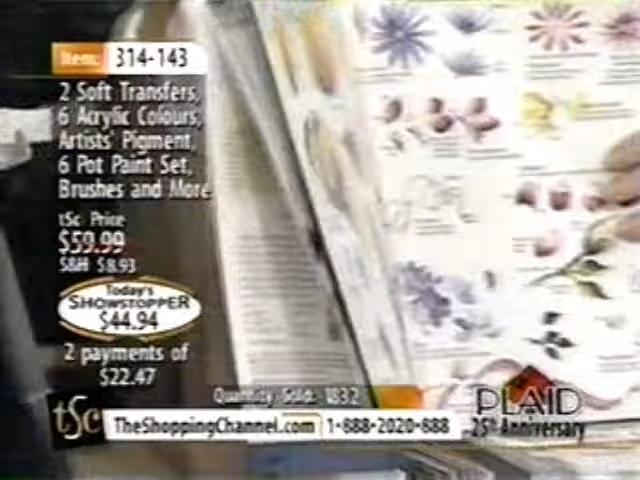 Item: 314-143
2 Soft Transfers,
6 Acrylic Colours,
Artists' Pigment,
6 Pot Paint Set,
Brushes and More
tSc Price
$59.99
S&H $8.93
Today's
SHOWSTOPPER
$44.94
2 payments of
$22.47
Quantity Sold: 1832
tSc
TheShoppingChannel.com 1-888-2020-888
PLAID
25th Anniversary